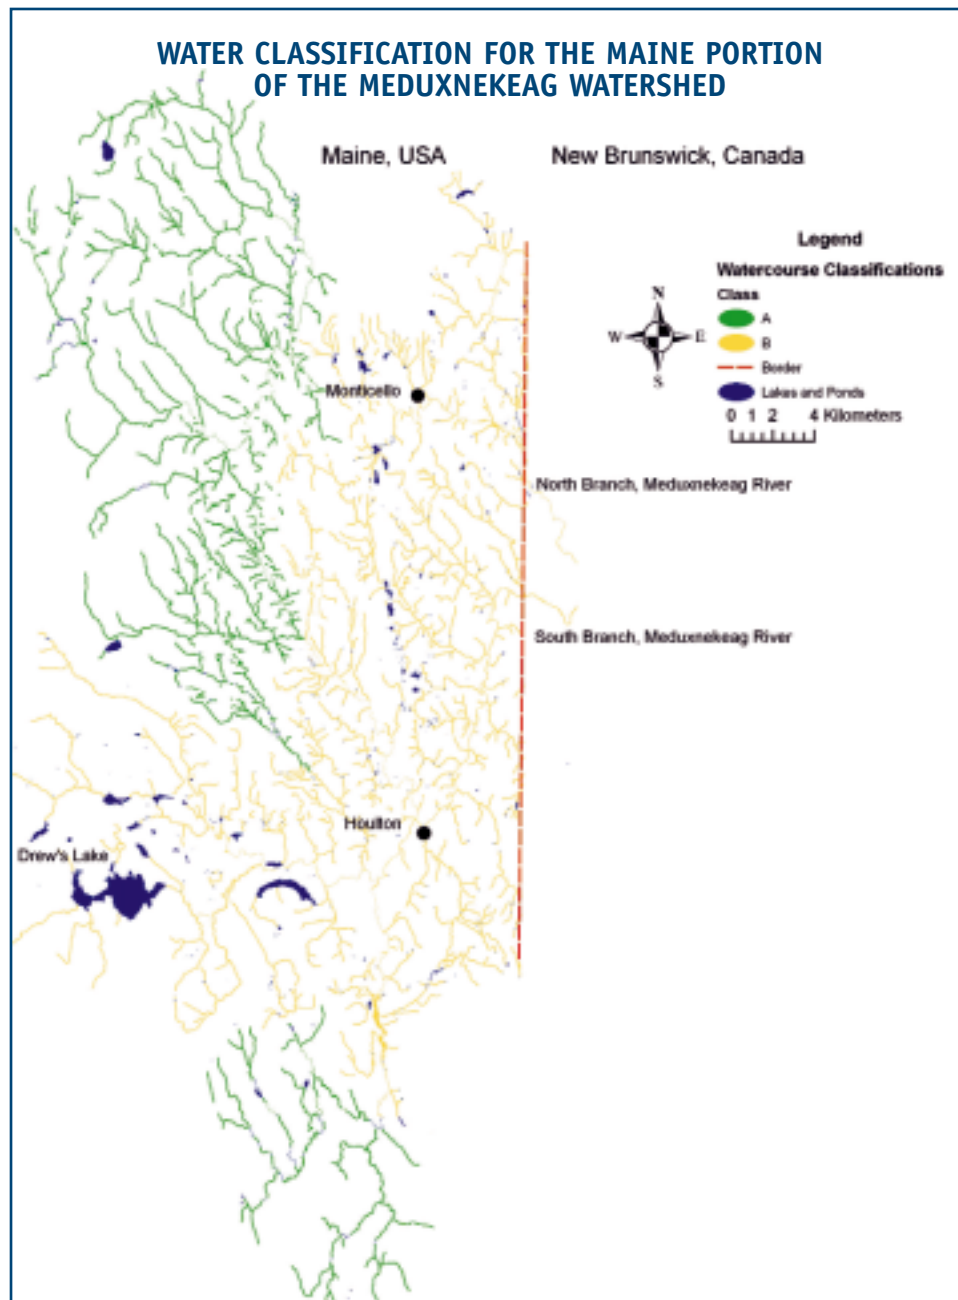 WATER CLASSIFICATION FOR THE MAINE PORTION
OF THE MEDUXNEKEAG WATERSHED
Maine, USA
New Brunswick, Canada
Legend
Watercourse Classifications
Class
A
B
Border
Lakes and Ponds
0 1 2 4 Kilometers
N
W E
S
Monticello
North Branch, Meduxnekeag River
South Branch, Meduxnekeag River
Houlton
Drew's Lake